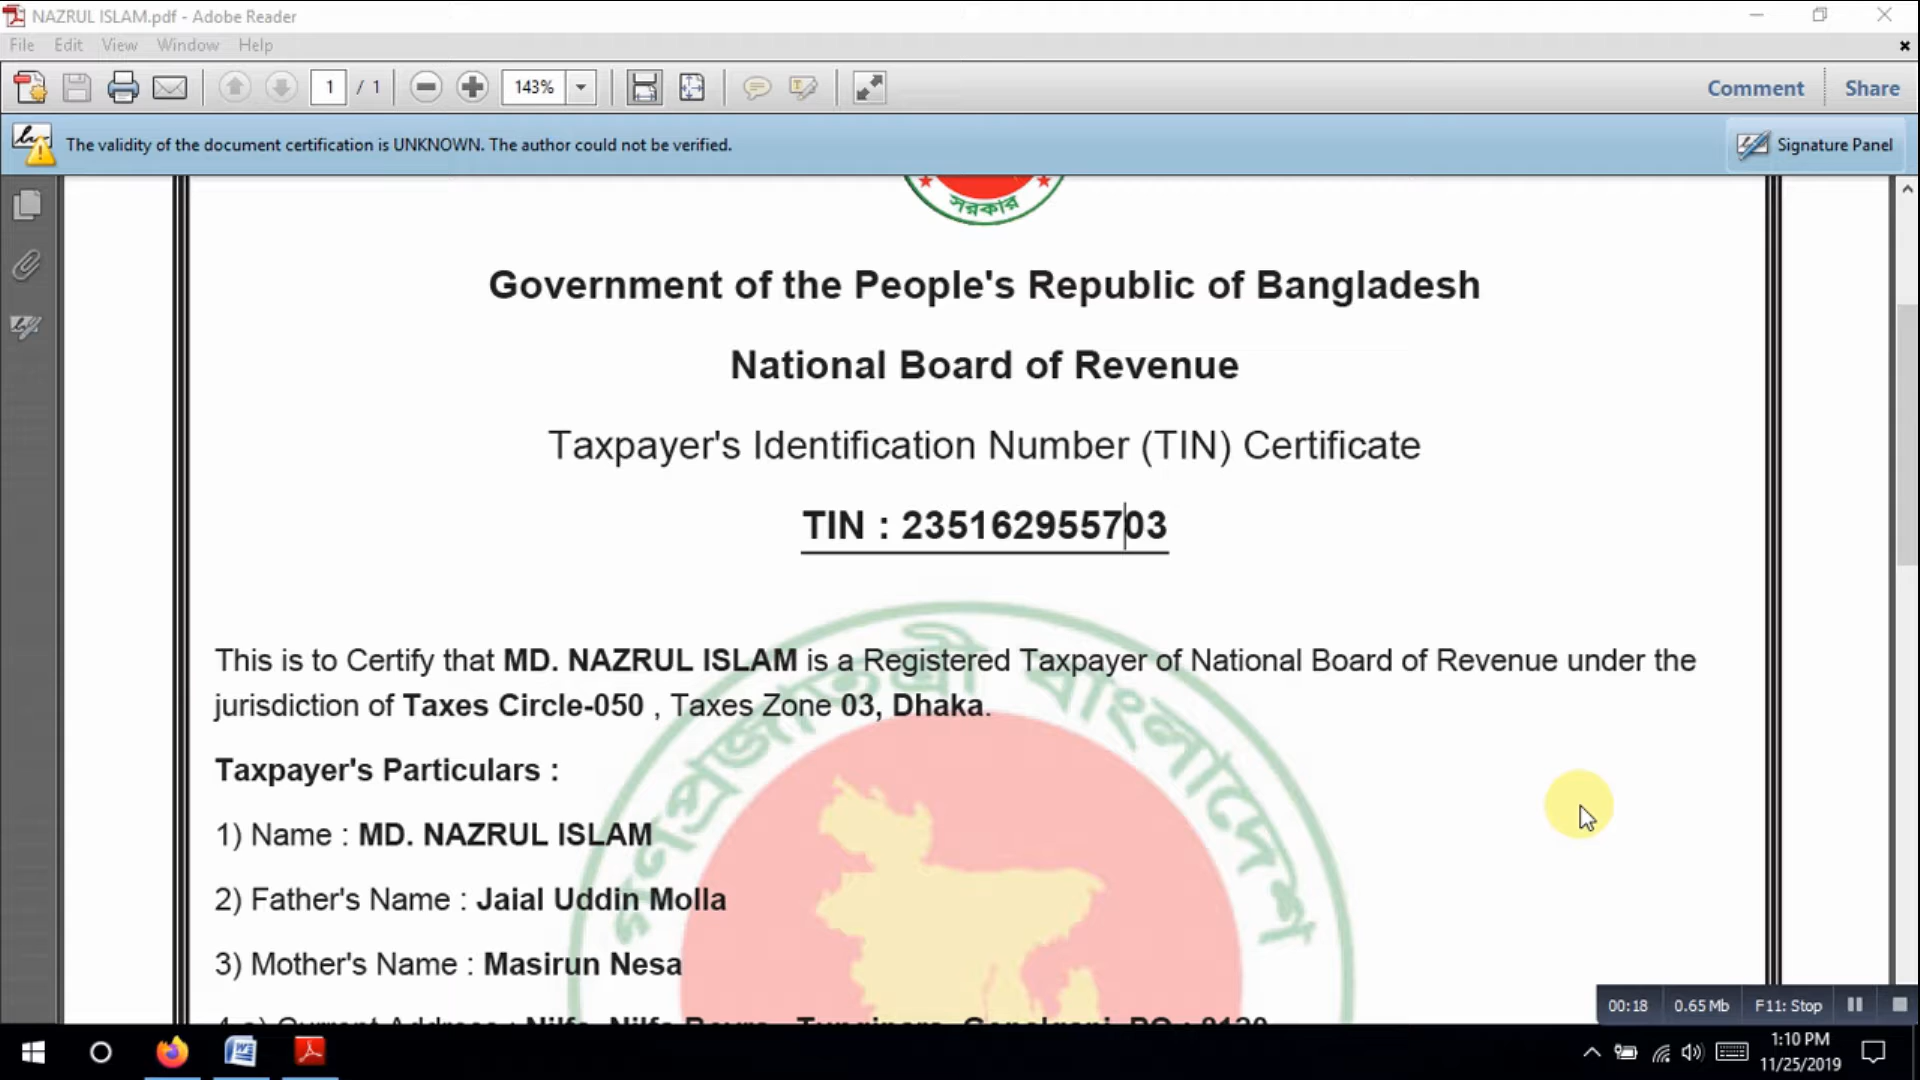 NAZRUL ISLAM.pdf - Adobe Reader
File Edit View Window Help
1 / 1 143% Comment Share
The validity of the document certification is UNKNOWN. The author could not be verified. Signature Panel
সরকার
Government of the People's Republic of Bangladesh
National Board of Revenue
Taxpayer's Identification Number (TIN) Certificate
TIN : 235162955703
গণপ্রজাতন্ত্রী বাংলাদেশ
This is to Certify that MD. NAZRUL ISLAM is a Registered Taxpayer of National Board of Revenue under the
jurisdiction of Taxes Circle-050 , Taxes Zone 03, Dhaka.
Taxpayer's Particulars :
1) Name : MD. NAZRUL ISLAM
2) Father's Name : Jaial Uddin Molla
3) Mother's Name : Masirun Nesa
00:18 0.65 Mb F11: Stop
1:10 PM
11/25/2019